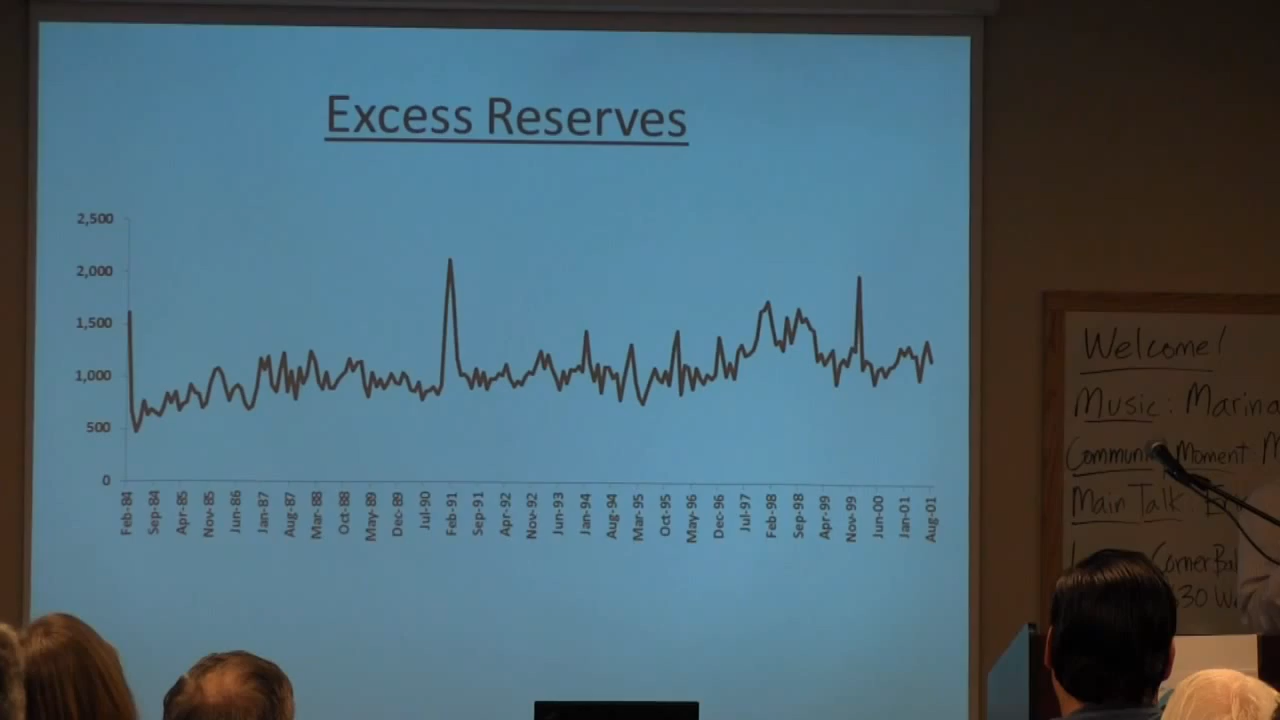 Excess Reserves
2,500
2,000
1,500
1,000
500
0
Feb-84 Sep-84 Apr-85 Nov-85 Jun-86 Jan-87 Aug-87 Mar-88 Oct-88 May-89 Dec-89 Jul-90 Feb-91 Sep-91 Apr-92 Nov-92 Jun-93 Jan-94 Aug-94 Mar-95 Oct-95 May-96 Dec-96 Jul-97 Feb-98 Sep-98 Apr-99 Nov-99 Jun-00 Jan-01 Aug-01
Welcome!
Music: Marina
Moment:
Main Talk:
Corner
30